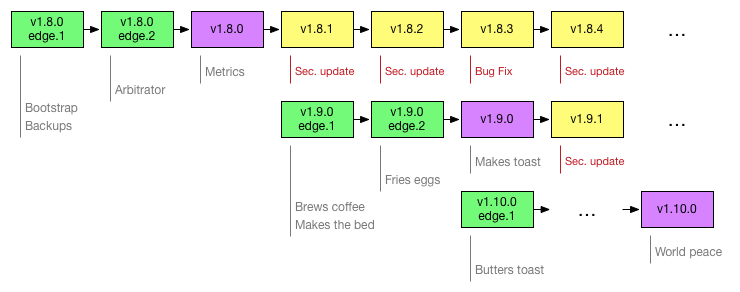 v1.8.0
edge.1
v1.8.0
edge.2
v1.8.0
v1.8.1
v1.8.2
v1.8.3
v1.8.4
...
Bootstrap
Backups
Arbitrator
Metrics
Sec. update
Sec. update
Bug Fix
Sec. update
v1.9.0
edge.1
v1.9.0
edge.2
v1.9.0
v1.9.1
...
Brews coffee
Makes the bed
Fries eggs
Makes toast
Sec. update
v1.10.0
edge.1
...
v1.10.0
Butters toast
World peace